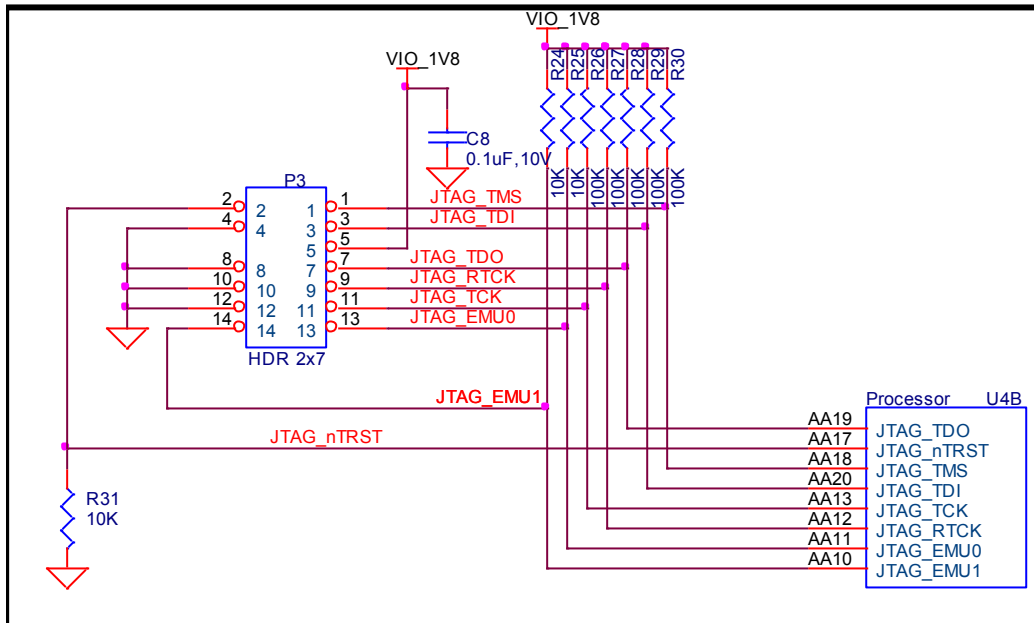 VIO_1V8
VIO_1V8
R24
R25
R26
R27
R28
R29
R30
C8
0.1uF,10V
10K
10K
100K
100K
100K
100K
100K
P3
2 2 1 1 JTAG_TMS
4 4 3 3 JTAG_TDI
5 5
8 8 7 7 JTAG_TDO
10 10 9 9 JTAG_RTCK
12 12 11 11 JTAG_TCK
14 14 13 13 JTAG_EMU0
HDR 2x7
JTAG_EMU1
Processor U4B
JTAG_nTRST
AA19 JTAG_TDO
AA17 JTAG_nTRST
AA18 JTAG_TMS
AA20 JTAG_TDI
AA13 JTAG_TCK
AA12 JTAG_RTCK
AA11 JTAG_EMU0
AA10 JTAG_EMU1
R31
10K